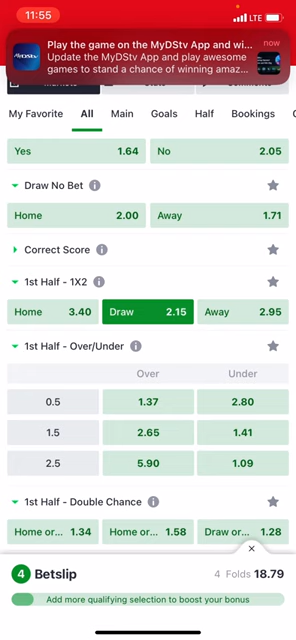 11:55
LTE
MyDStv
Play the game on the MyDStv App and wi... now
Update the MyDStv App and play awesome
games to stand a chance of winning amaz...
My Favorite All Main Goals Half Bookings
Yes 1.64 No 2.05
Draw No Bet
Home 2.00 Away 1.71
Correct Score
1st Half - 1X2
Home 3.40 Draw 2.15 Away 2.95
1st Half - Over/Under
Over Under
0.5 1.37 2.80
1.5 2.65 1.41
2.5 5.90 1.09
1st Half - Double Chance
Home or... 1.34 Home or... 1.58 Draw or... 1.28
4 Betslip 4 Folds 18.79
Add more qualifying selection to boost your bonus